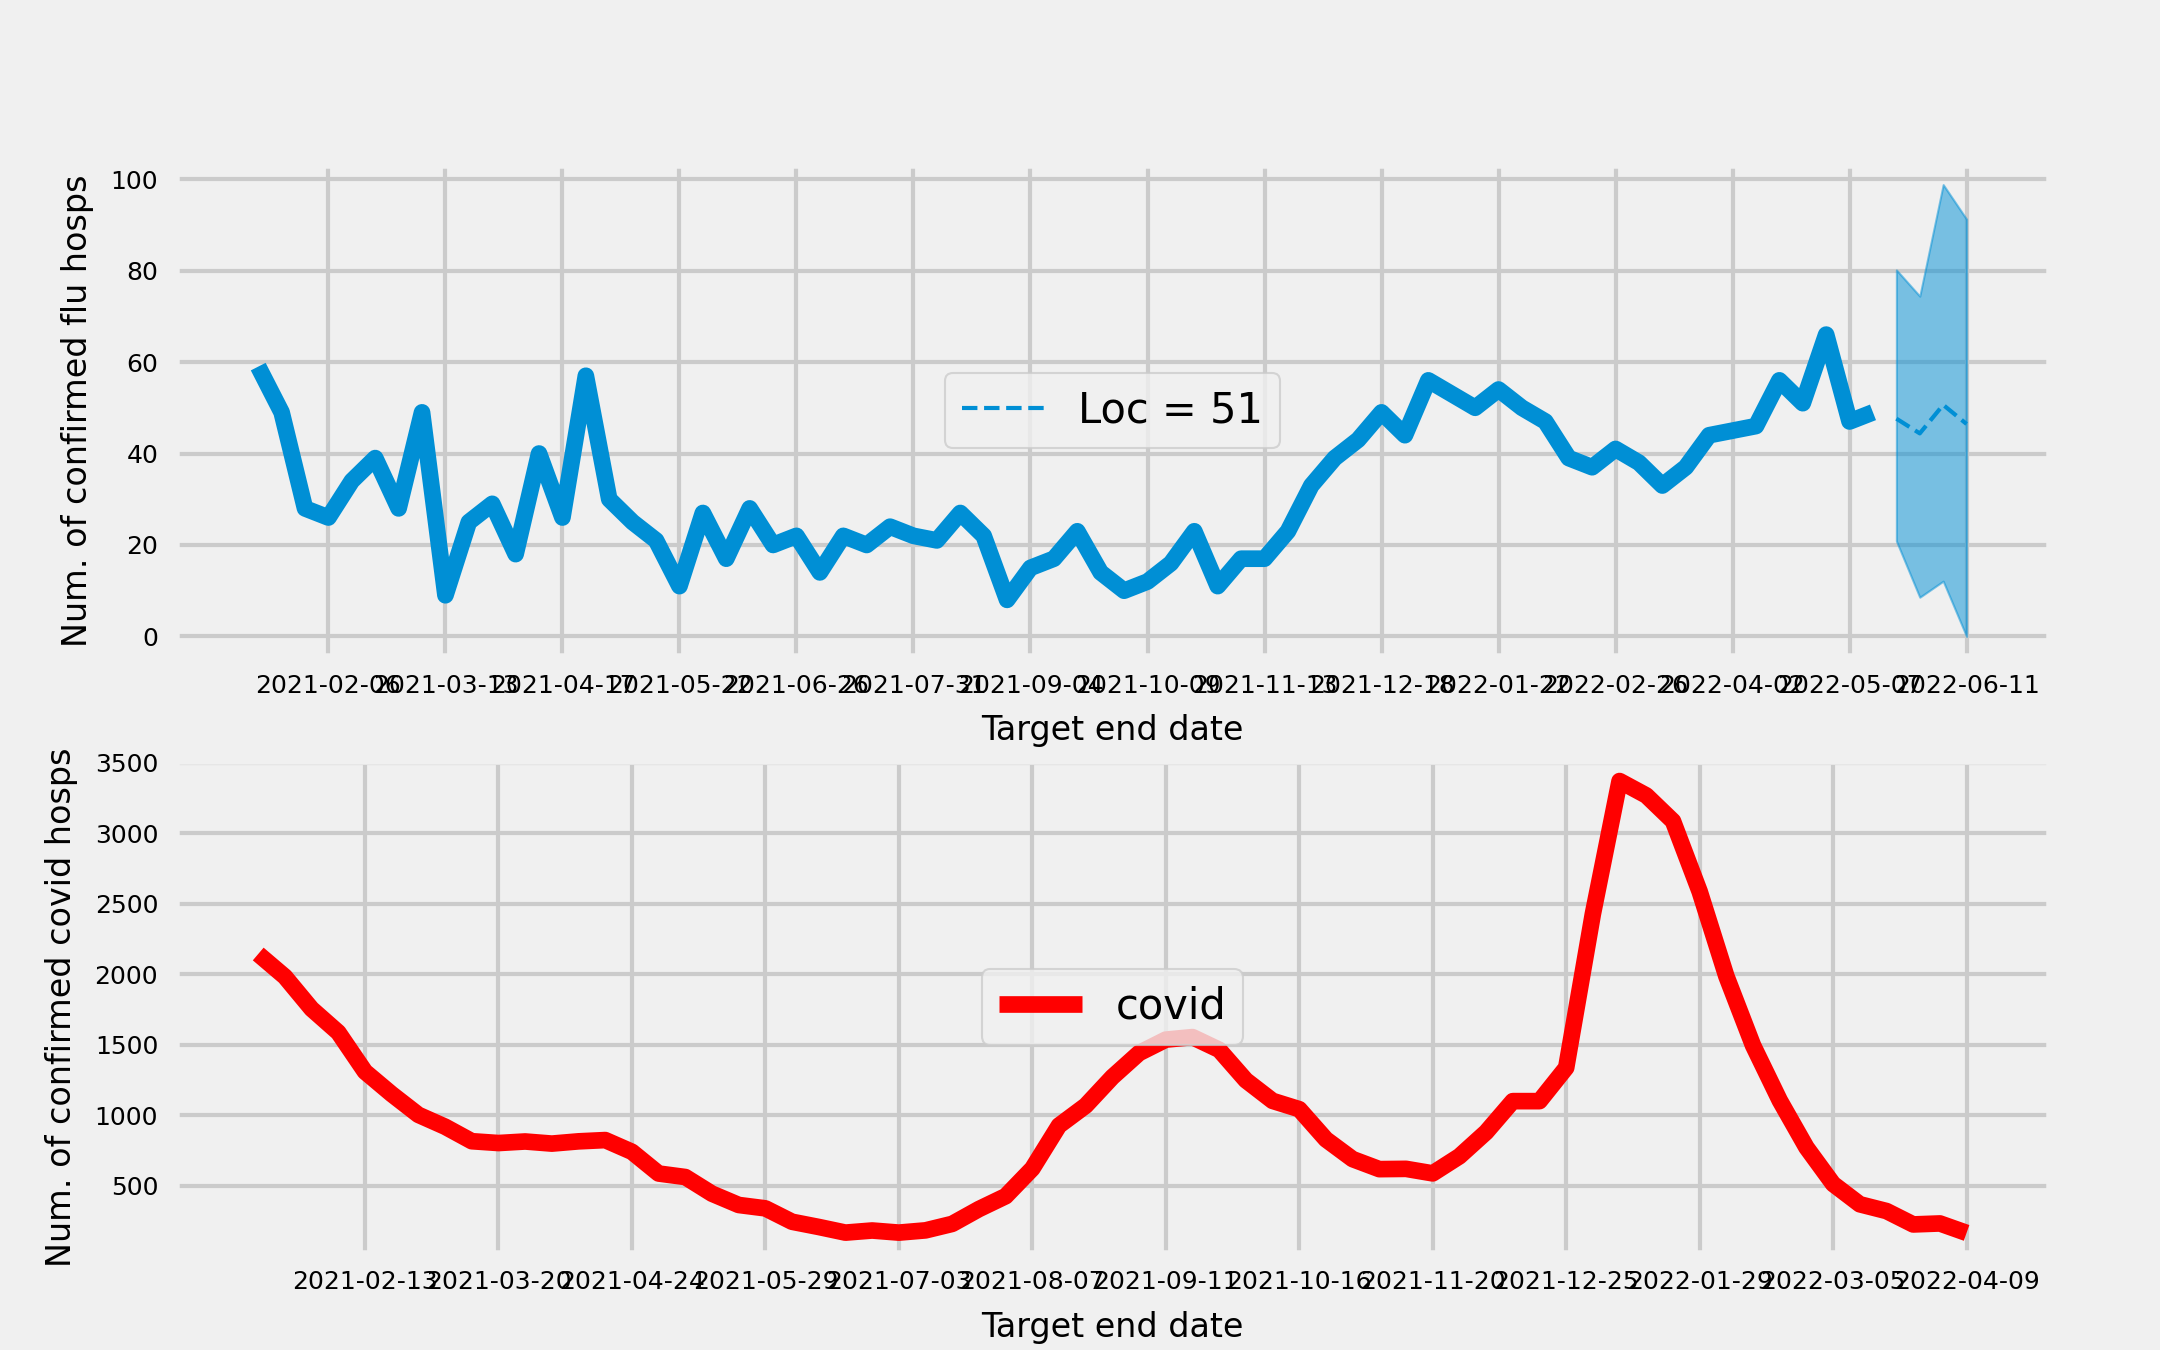 Num. of confirmed flu hosps
100
80
60
40
20
0
Loc = 51
2021-02-06 2021-03-13 2021-04-17 2021-05-22 2021-06-26 2021-07-31 2021-09-04 2021-10-09 2021-11-13 2021-12-18 2022-01-22 2022-02-26 2022-04-02 2022-05-07 2022-06-11
Target end date
Num. of confirmed covid hosps
3500
3000
2500
2000
1500
1000
500
covid
2021-02-13 2021-03-20 2021-04-24 2021-05-29 2021-07-03 2021-08-07 2021-09-11 2021-10-16 2021-11-20 2021-12-25 2022-01-29 2022-03-05 2022-04-09
Target end date